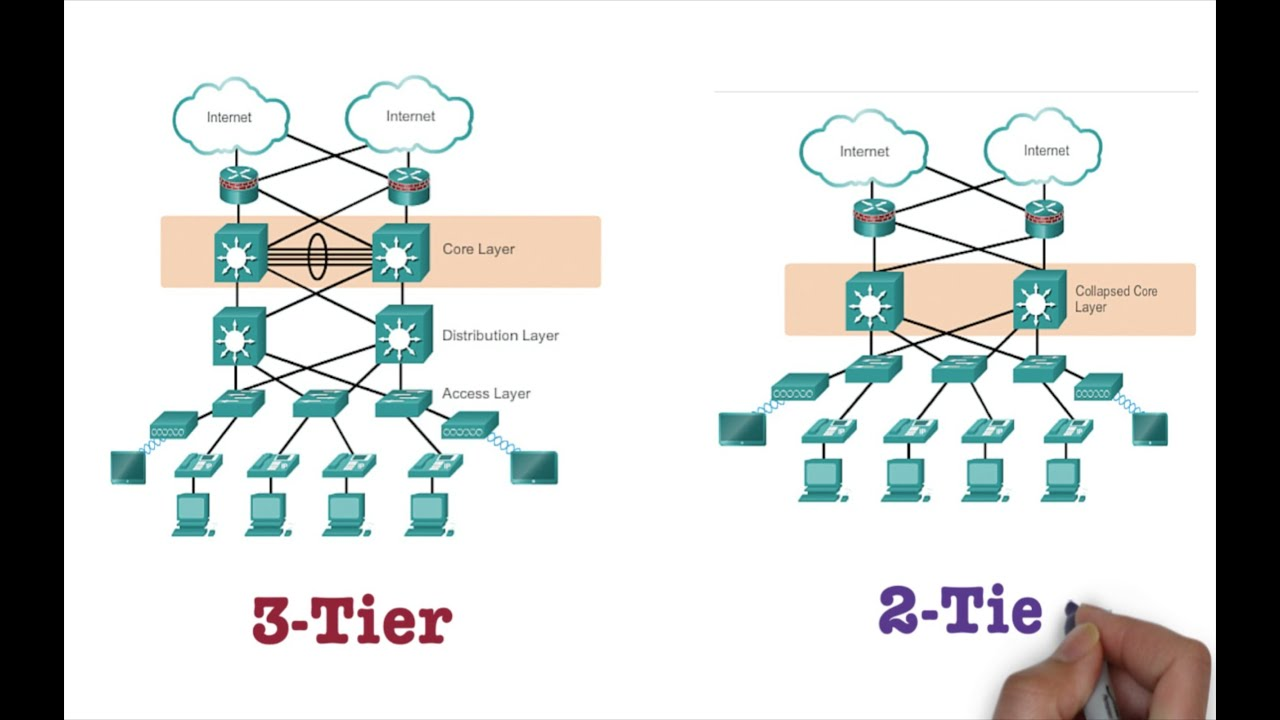 Internet
Internet
Core Layer
Distribution Layer
Access Layer
3-Tier
Internet
Internet
Collapsed Core
Layer
2-Tie